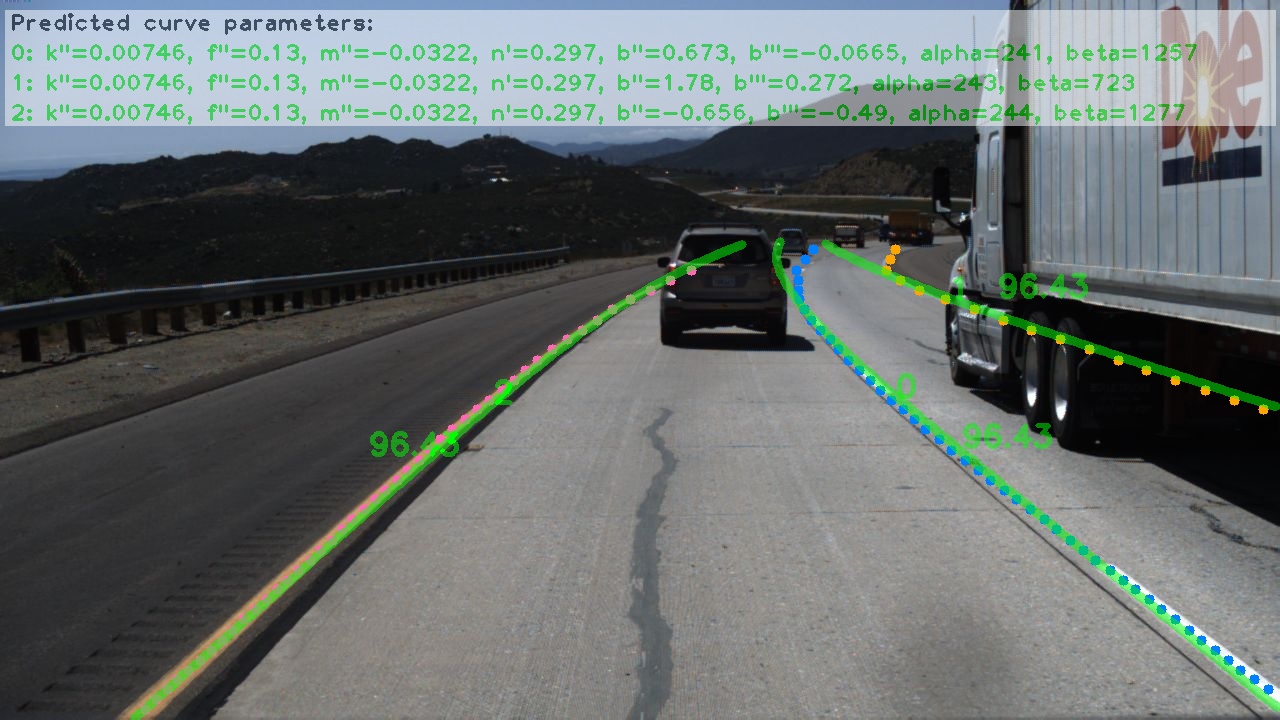 Predicted curve parameters:
0: k''=0.00746, f''=0.13, m''=-0.0322, n'=0.297, b''=0.673, b'''=-0.0665, alpha=241, beta=1257
1: k''=0.00746, f''=0.13, m''=-0.0322, n'=0.297, b''=1.78, b'''=0.272, alpha=243, beta=723
2: k''=0.00746, f''=0.13, m''=-0.0322, n'=0.297, b''=-0.656, b'''=-0.49, alpha=244, beta=1277
Dole
1
96.43
2
0
96.43
96.43